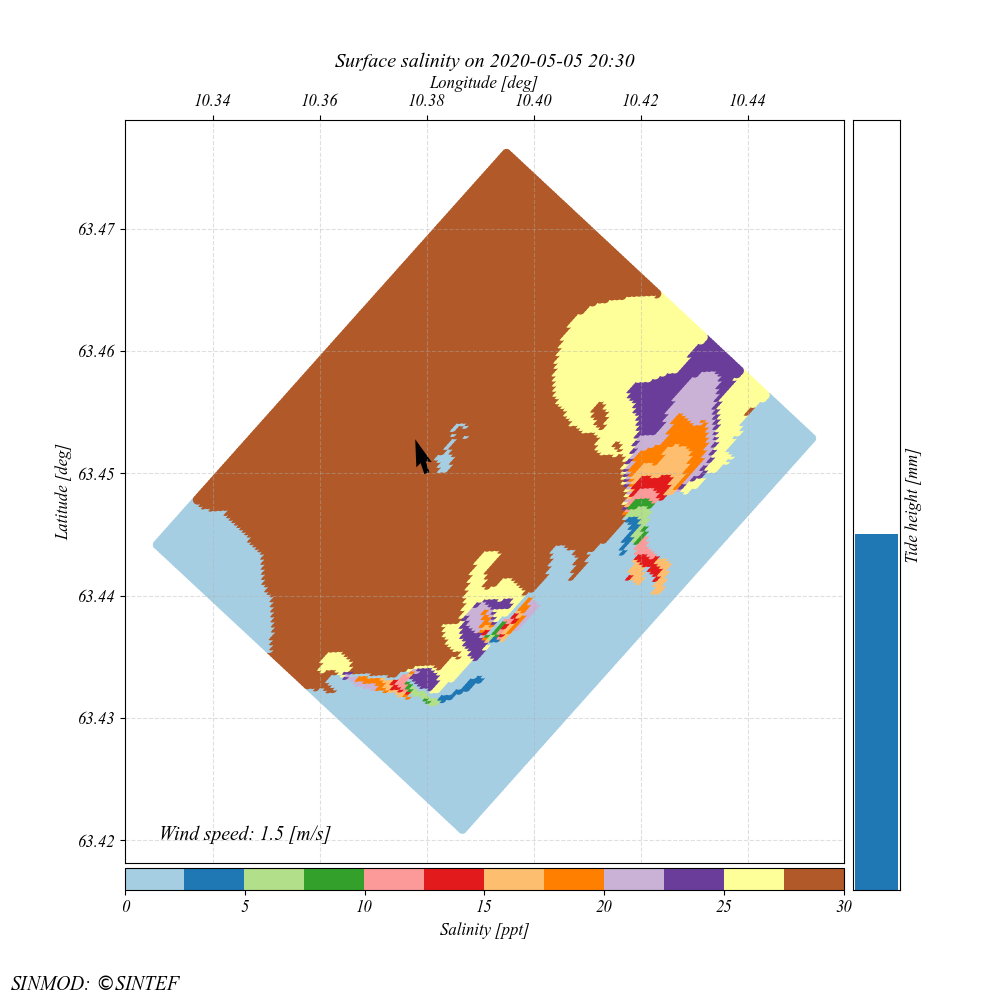 Surface salinity on 2020-05-05 20:30
Longitude [deg]
10.34 10.36 10.38 10.40 10.42 10.44
63.47
63.46
63.45
63.44
63.43
63.42
Latitude [deg]
Tide height [mm]
Wind speed: 1.5 [m/s]
0 5 10 15 20 25 30
Salinity [ppt]
SINMOD: ©SINTEF